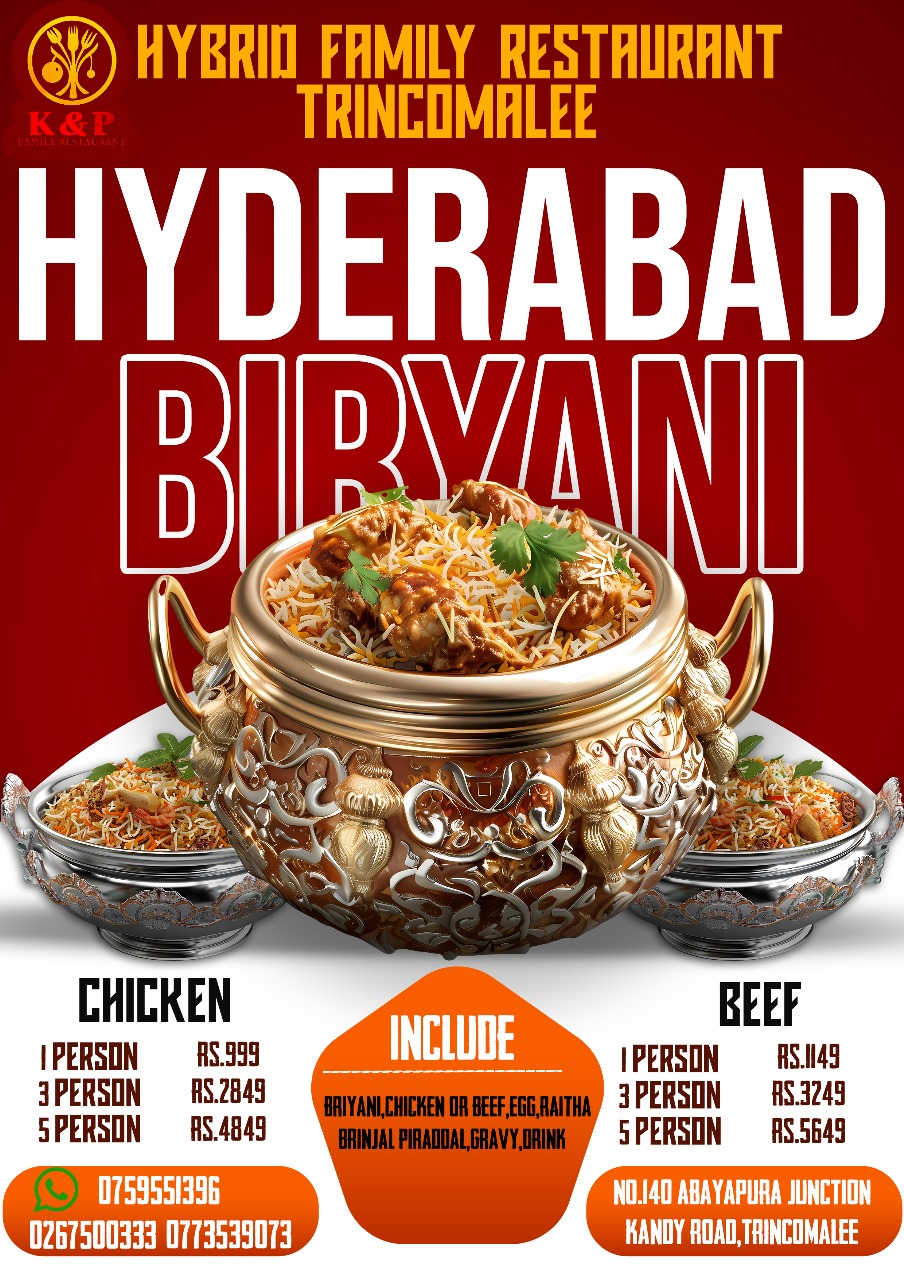 HYBRID FAMILY RESTAURANT
TRINCOMALEE
K & P
FAMILY RESTAURANT
HYDERABAD
BIRYANI
CHICKEN
1 PERSON RS.999
3 PERSON RS.2849
5 PERSON RS.4849
INCLUDE
BRIYANI,CHICKEN OR BEEF,EGG,RAITHA
BRINJAL PIRADDAL,GRAVY,DRINK
BEEF
1 PERSON RS.1149
3 PERSON RS.3249
5 PERSON RS.5649
0759551396
0267500333 0773539073
NO.140 ABAYAPURA JUNCTION
KANDY ROAD,TRINCOMALEE